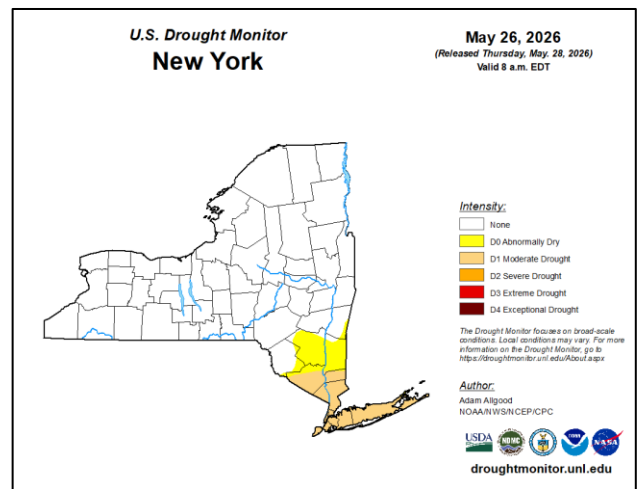 U.S. Drought Monitor
New York
May 26, 2026
(Released Thursday, May. 28, 2026)
Valid 8 a.m. EDT
Intensity:
None
D0 Abnormally Dry
D1 Moderate Drought
D2 Severe Drought
D3 Extreme Drought
D4 Exceptional Drought
The Drought Monitor focuses on broad-scale
conditions. Local conditions may vary. For more
information on the Drought Monitor, go to
https://droughtmonitor.unl.edu/About.aspx
Author:
Adam Allgood
NOAA/NWS/NCEP/CPC
USDA
NDMC
NASA
droughtmonitor.unl.edu